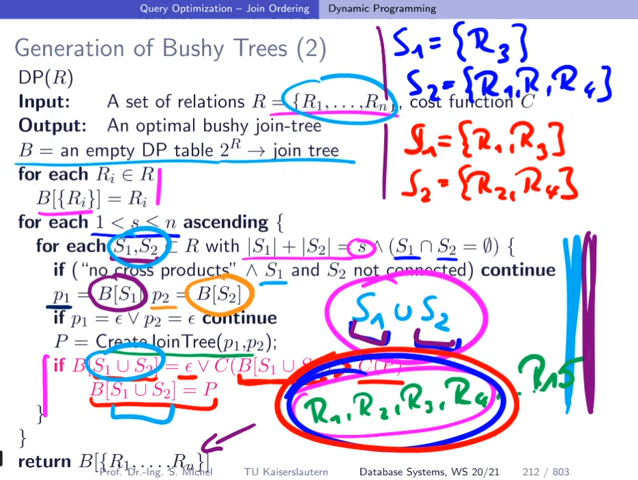 Query Optimization – Join Ordering Dynamic Programming
Generation of Bushy Trees (2)
S₁ = {R₃}
S₂ = {R₁, R, R₄}
DP(R)
Input: A set of relations R = {R₁, . . . , Rₙ}, cost function C
Output: An optimal bushy join-tree
S₁ = {R₁, R₃}
S₂ = {R₂, R₄}
B = an empty DP table 2ᴿ → join tree
for each Rᵢ ∈ R
B[{Rᵢ}] = Rᵢ
for each 1 < s ≤ n ascending {
for each S₁,S₂ ⊂ R with |S₁| + |S₂| = s ∧ (S₁ ∩ S₂ = ∅) {
if ("no cross products" ∧ S₁ and S₂ not connected) continue
p₁ = B[S₁] p₂ = B[S₂]
S₁ ∪ S₂
if p₁ = ϵ ∨ p₂ = ϵ continue
P = CreateJoinTree(p₁,p₂);
if B[S₁ ∪ S₂] = ϵ ∨ C(B[S₁ ∪ S₂]) > C(P)
R₁, R₂, R₃, R₄ ... R15
B[S₁ ∪ S₂] = P
}
}
return B[{R₁, . . . , Rₙ}]
Prof. Dr.-Ing. S. Michel TU Kaiserslautern Database Systems, WS 20/21 212 / 803